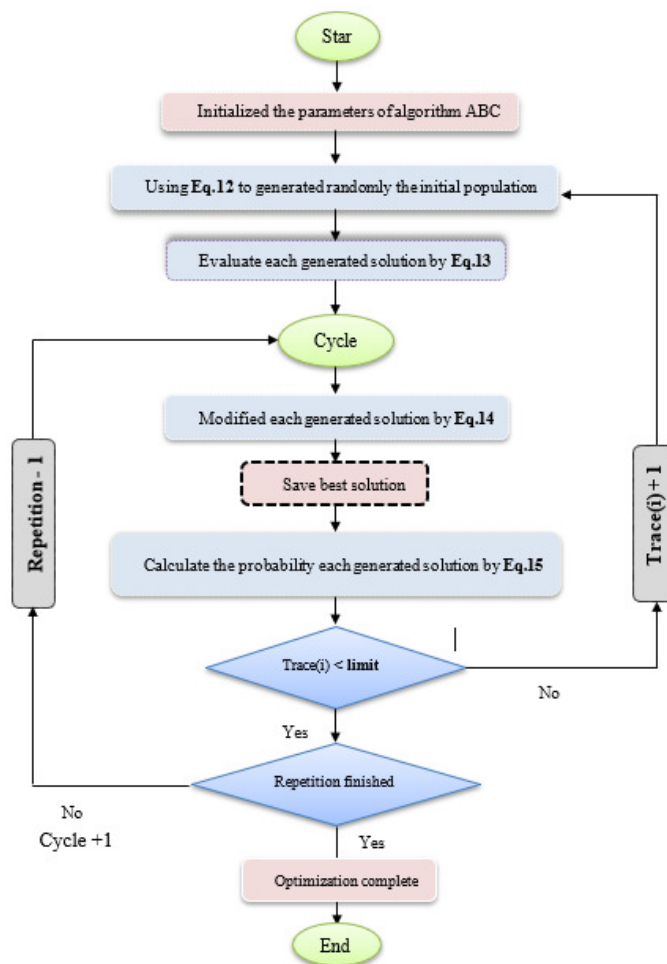 Star
Initialized the parameters of algorithm ABC
Using Eq.12 to generated randomly the initial population
Evaluate each generated solution by Eq.13
Cycle
Modified each generated solution by Eq.14
Save best solution
Calculate the probability each generated solution by Eq.15
Trace(i) < limit
No
Trace(i) + 1
Yes
Repetition finished
No
Cycle +1
Repetition - 1
Yes
Optimization complete
End